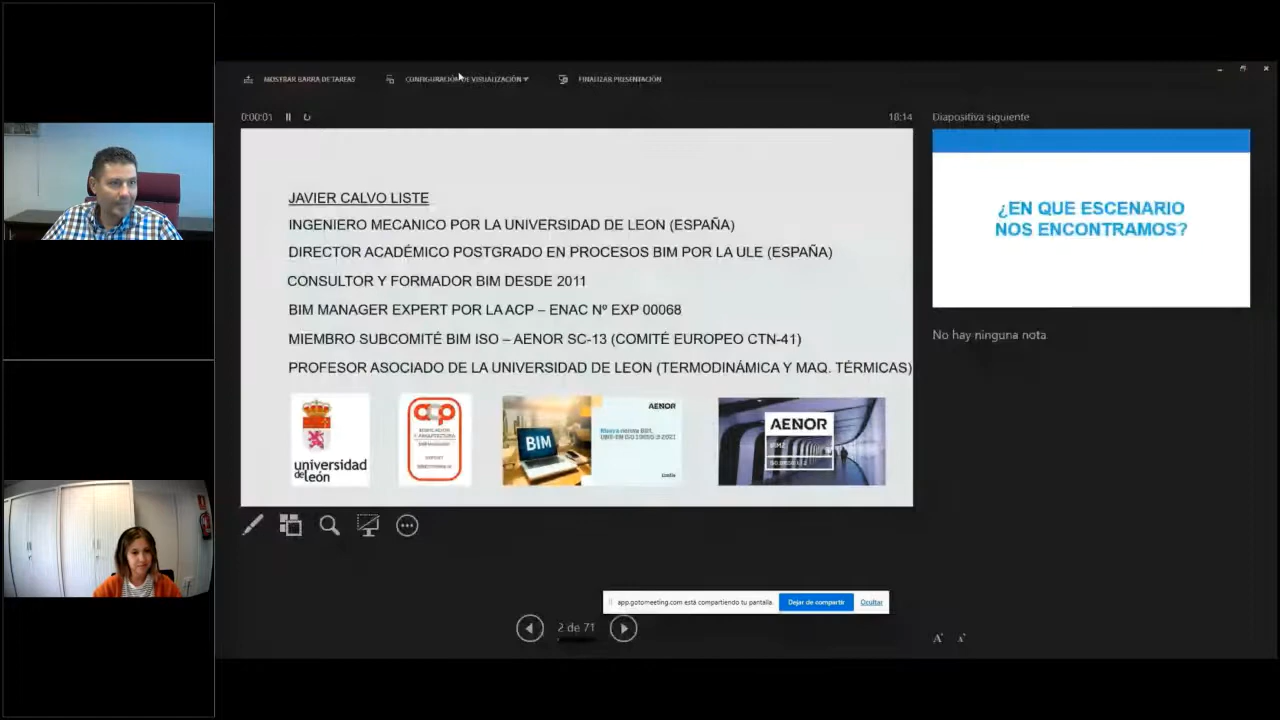 MOSTRAR BARRA DE TAREAS
CONFIGURACIÓN DE VISUALIZACIÓN
FINALIZAR PRESENTACIÓN
0:00:01
18:14
Diapositiva siguiente
JAVIER CALVO LISTE
INGENIERO MECANICO POR LA UNIVERSIDAD DE LEON (ESPAÑA)
DIRECTOR ACADÉMICO POSTGRADO EN PROCESOS BIM POR LA ULE (ESPAÑA)
CONSULTOR Y FORMADOR BIM DESDE 2011
BIM MANAGER EXPERT POR LA ACP – ENAC Nº EXP 00068
MIEMBRO SUBCOMITÉ BIM ISO – AENOR SC-13 (COMITÉ EUROPEO CTN-41)
PROFESOR ASOCIADO DE LA UNIVERSIDAD DE LEON (TERMODINÁMICA Y MAQ. TÉRMICAS)
universidad
de león
acp
BIM
AENOR
AENOR
¿EN QUE ESCENARIO
NOS ENCONTRAMOS?
No hay ninguna nota
app.gotomeeting.com está compartiendo tu pantalla.
Dejar de compartir
Ocultar
2 de 71